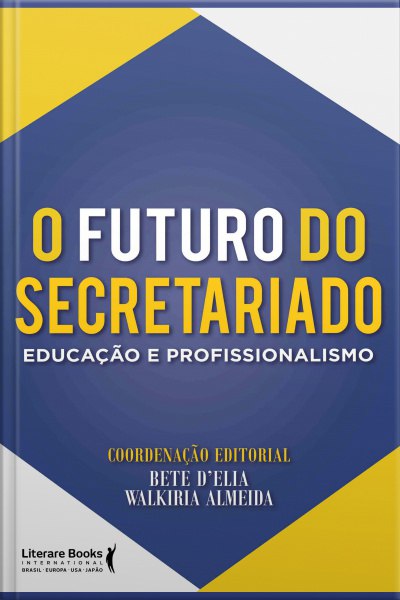 O FUTURO DO
SECRETARIADO
EDUCAÇÃO E PROFISSIONALISMO
COORDENAÇÃO EDITORIAL
BETE D'ELIA
WALKIRIA ALMEIDA
Literare Books
INTERNATIONAL
BRASIL · EUROPA · USA · JAPÃO